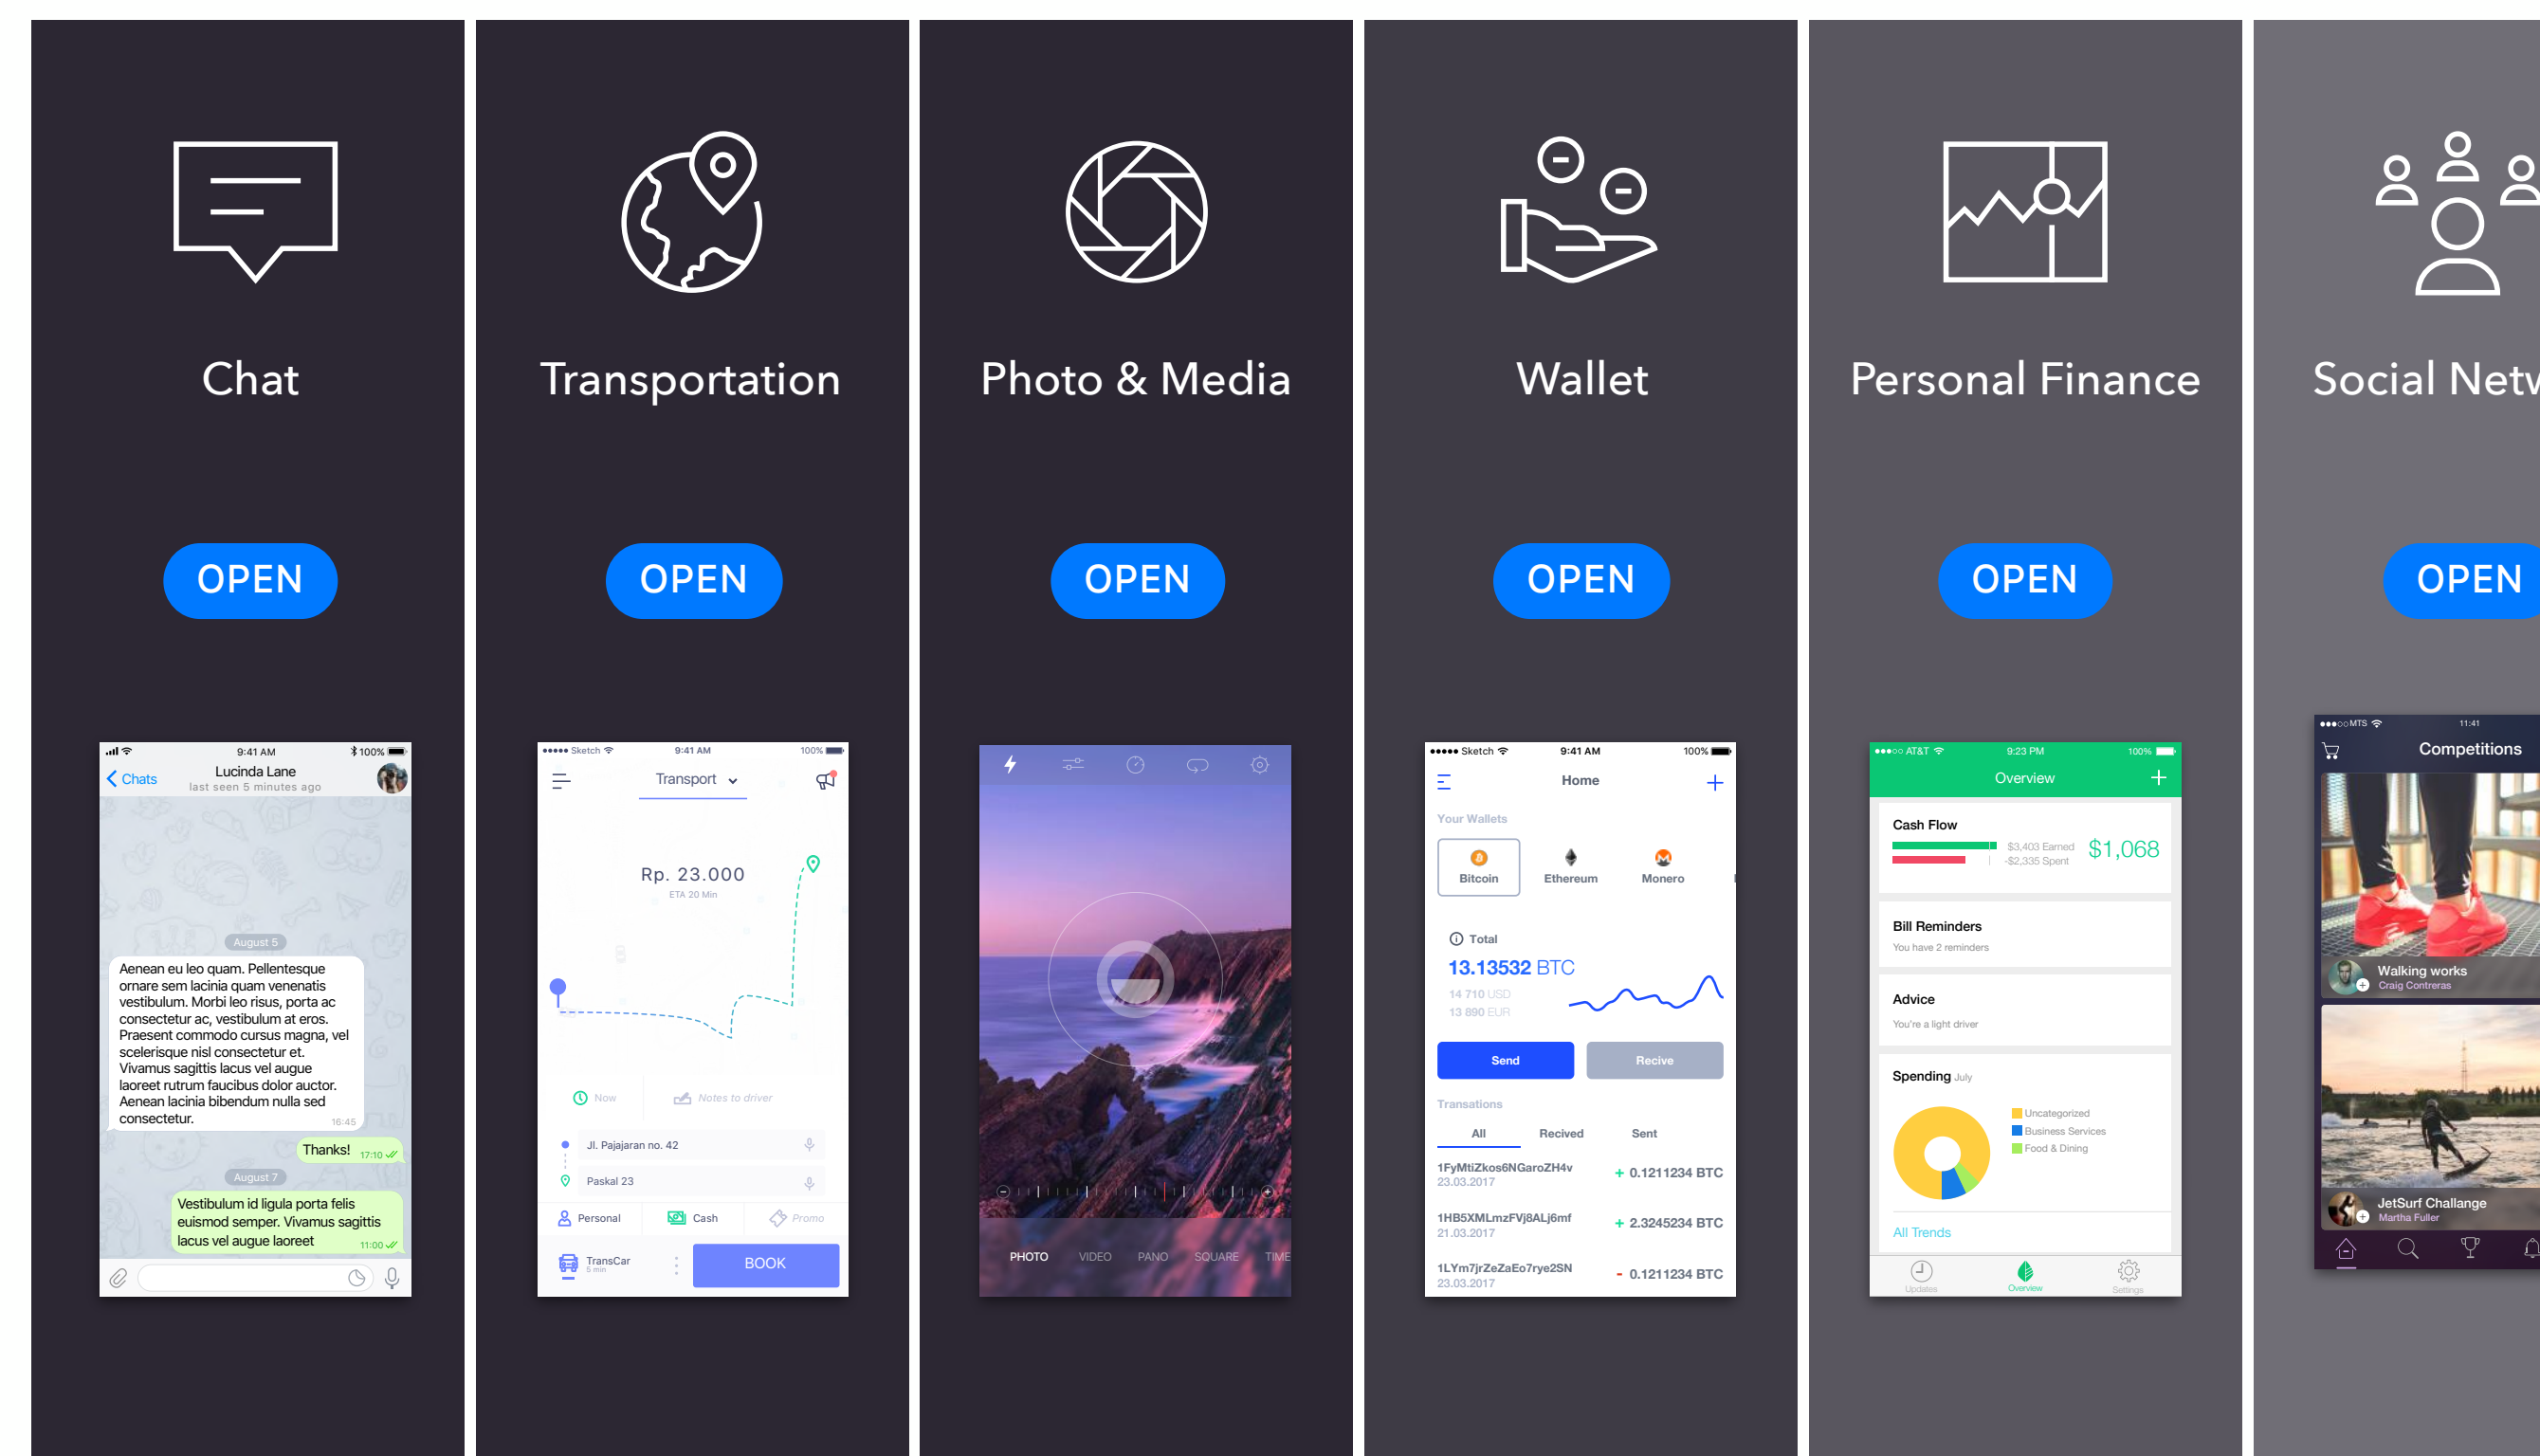 Chat
OPEN
9:41 AM
100%
Chats
Lucinda Lane
last seen 5 minutes ago
August 5
Aenean eu leo quam. Pellentesque
ornare sem lacinia quam venenatis
vestibulum. Morbi leo risus, porta ac
consectetur ac, vestibulum at eros.
Praesent commodo cursus magna, vel
scelerisque nisl consectetur et.
Vivamus sagittis lacus vel augue
laoreet rutrum faucibus dolor auctor.
Aenean lacinia bibendum nulla sed
consectetur.
16:45
Thanks!
17:10
August 7
Vestibulum id ligula porta felis
euismod semper. Vivamus sagittis
lacus vel augue laoreet
11:00
Transportation
OPEN
Sketch 9:41 AM 100%
Transport
Rp. 23.000
ETA 20 Min
Now Notes to driver
Jl. Pajajaran no. 42
Paskal 23
Personal Cash Promo
TransCar
5 min
BOOK
Photo & Media
OPEN
PHOTO VIDEO PANO SQUARE TIME
Wallet
OPEN
Sketch 9:41 AM 100%
Home
Your Wallets
Bitcoin Ethereum Monero
Total
13.13532 BTC
14 710 USD
13 890 EUR
Send Recive
Transations
All Recived Sent
1FyMtiZkos6NGaroZH4v
+ 0.1211234 BTC
23.03.2017
1HB5XMLmzFVj8ALj6mf
+ 2.3245234 BTC
21.03.2017
1LYm7jrZeZaEo7rye2SN
- 0.1211234 BTC
23.03.2017
Personal Finance
OPEN
AT&T 9:23 PM 100%
Overview
Cash Flow
$3,403 Earned
-$2,335 Spent
$1,068
Bill Reminders
You have 2 reminders
Advice
You're a light driver
Spending July
Uncategorized
Business Services
Food & Dining
All Trends
Updates Overview Settings
Social Netw
OPEN
MTS 11:41
Competitions
Walking works
Craig Contreras
JetSurf Challange
Martha Fuller